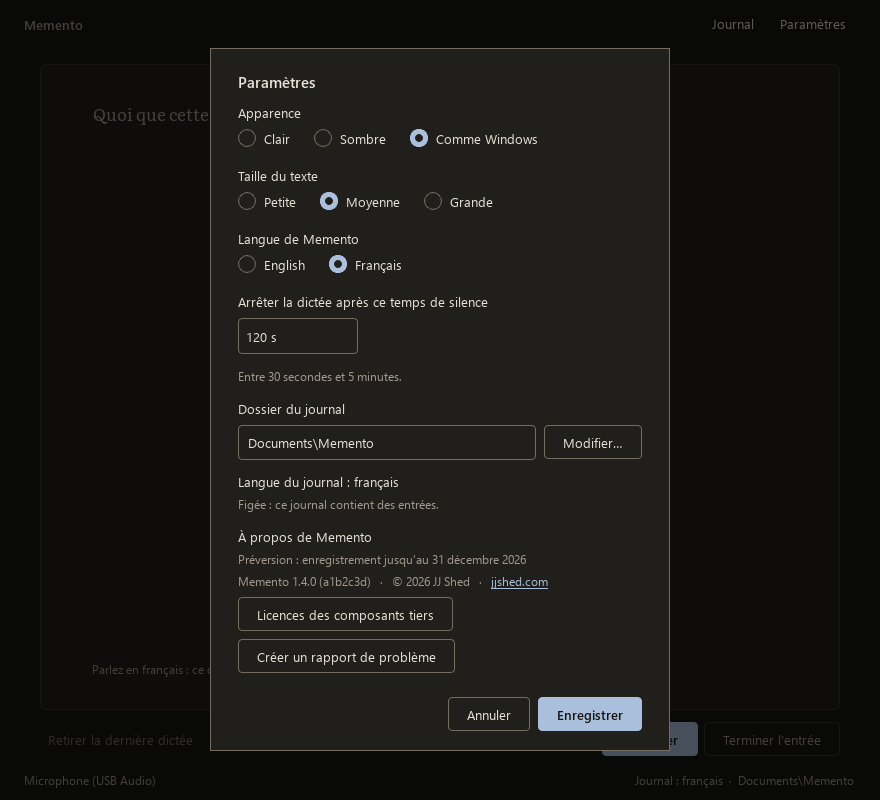 Memento
Journal
Paramètres
Quoi que cette
Paramètres
Apparence
Clair
Sombre
Comme Windows
Taille du texte
Petite
Moyenne
Grande
Langue de Memento
English
Français
Arrêter la dictée après ce temps de silence
120 s
Entre 30 secondes et 5 minutes.
Dossier du journal
Documents\Memento
Modifier…
Langue du journal : français
Figée : ce journal contient des entrées.
À propos de Memento
Préversion : enregistrement jusqu’au 31 décembre 2026
Memento 1.4.0 (a1b2c3d) · © 2026 JJ Shed · jjshed.com
Licences des composants tiers
Créer un rapport de problème
Parlez en français : ce
Annuler
Enregistrer
Retirer la dernière dictée
Terminer l’entrée
Microphone (USB Audio)
Journal : français · Documents\Memento